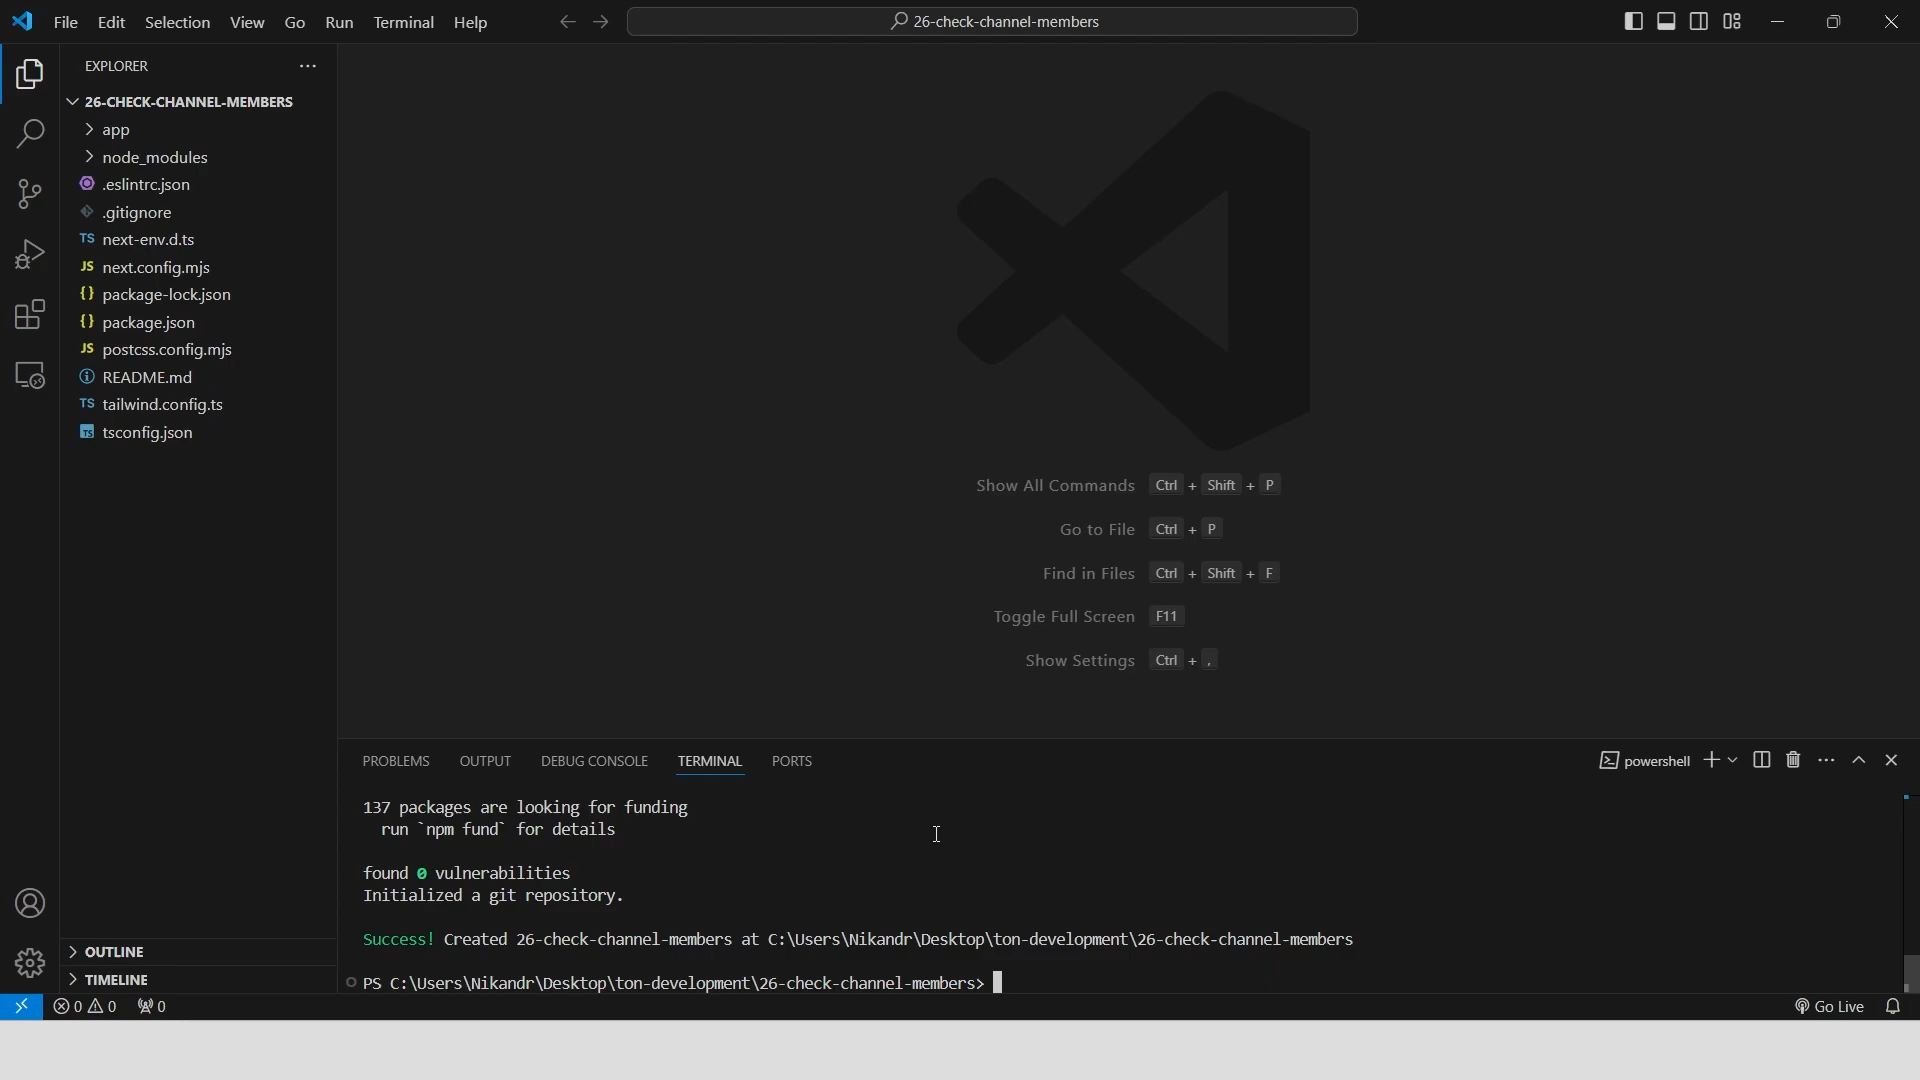 File Edit Selection View Go Run Terminal Help
26-check-channel-members
EXPLORER
26-CHECK-CHANNEL-MEMBERS
app
node_modules
.eslintrc.json
.gitignore
TS next-env.d.ts
JS next.config.mjs
{} package-lock.json
{} package.json
JS postcss.config.mjs
README.md
TS tailwind.config.ts
TS tsconfig.json
OUTLINE
TIMELINE
Show All Commands Ctrl + Shift + P
Go to File Ctrl + P
Find in Files Ctrl + Shift + F
Toggle Full Screen F11
Show Settings Ctrl + ,
PROBLEMS OUTPUT DEBUG CONSOLE TERMINAL PORTS
powershell
137 packages are looking for funding
run `npm fund` for details
found 0 vulnerabilities
Initialized a git repository.
Success! Created 26-check-channel-members at C:\Users\Nikandr\Desktop\ton-development\26-check-channel-members
PS C:\Users\Nikandr\Desktop\ton-development\26-check-channel-members>
0 0 0
Go Live